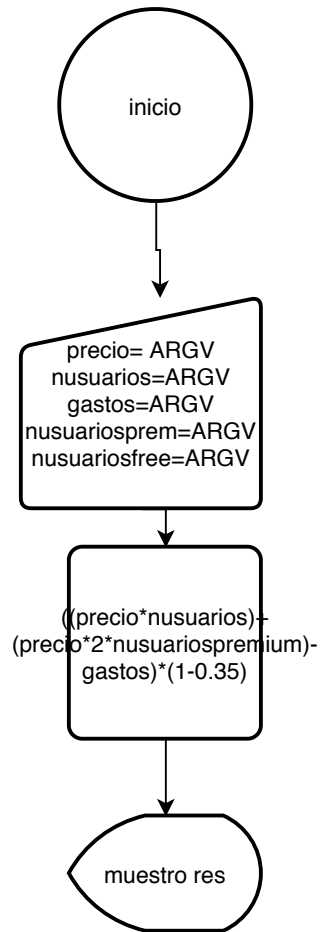 inicio
precio= ARGV
nusuarios=ARGV
gastos=ARGV
nusuariosprem=ARGV
nusuariosfree=ARGV
((precio*nusuarios)+
(precio*2*nusuariospremium)-
gastos)*(1-0.35)
muestro res